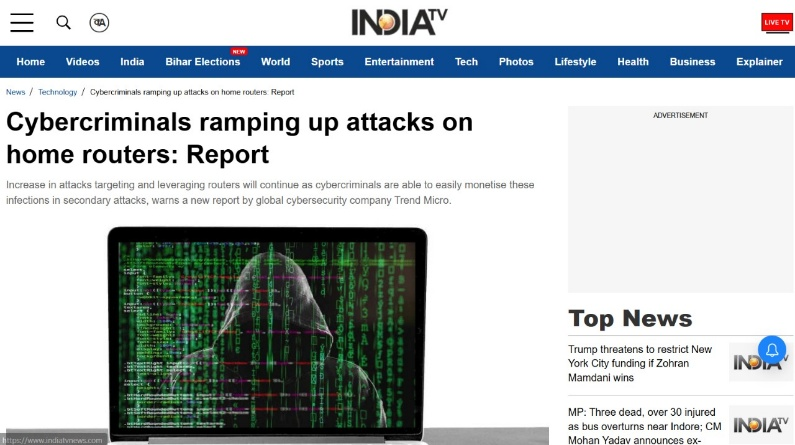 INDIA TV
LIVE TV
NEW
Home Videos India Bihar Elections World Sports Entertainment Tech Photos Lifestyle Health Business Explainer
News / Technology / Cybercriminals ramping up attacks on home routers: Report
Cybercriminals ramping up attacks on
home routers: Report
Increase in attacks targeting and leveraging routers will continue as cybercriminals are able to easily monetise these
infections in secondary attacks, warns a new report by global cybersecurity company Trend Micro.
ADVERTISEMENT
Top News
Trump threatens to restrict New
York City funding if Zohran
Mamdani wins
INDIA TV
MP: Three dead, over 30 injured
as bus overturns near Indore; CM
Mohan Yadav announces ex-
INDIA TV
https://www.indiatvnews.com